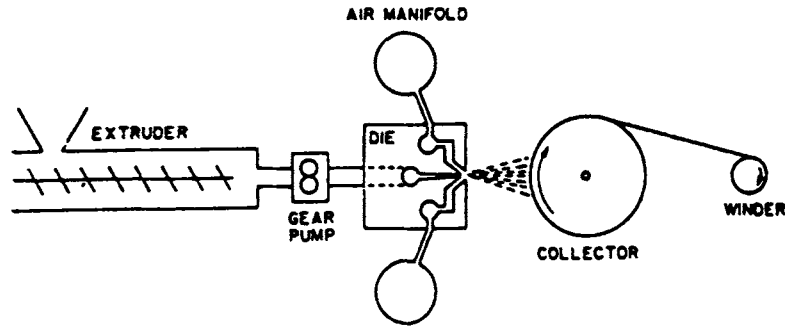 AIR MANIFOLD
EXTRUDER
DIE
GEAR
PUMP
WINDER
COLLECTOR